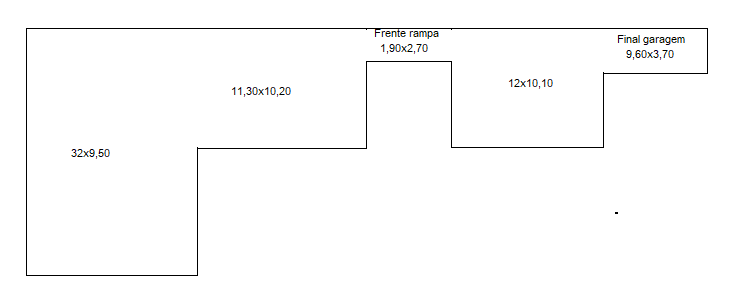 Frente rampa
1,90x2,70
Final garagem
9,60x3,70
11,30x10,20
12x10,10
32x9,50